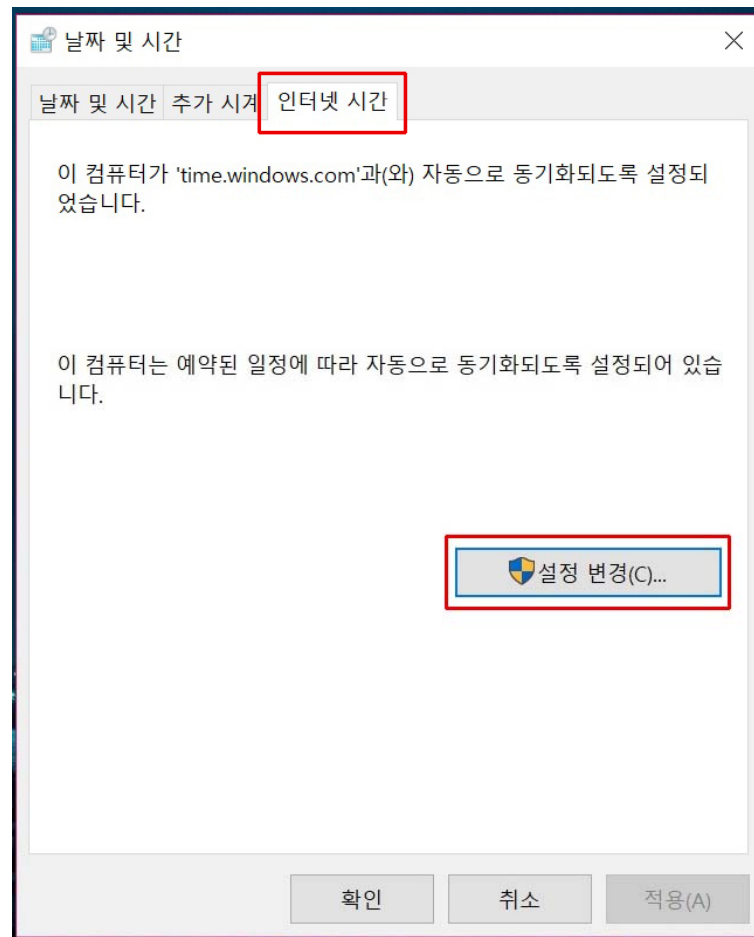 날짜 및 시간
날짜 및 시간 추가 시계 인터넷 시간
이 컴퓨터가 'time.windows.com'과(와) 자동으로 동기화되도록 설정되
었습니다.
이 컴퓨터는 예약된 일정에 따라 자동으로 동기화되도록 설정되어 있습
니다.
설정 변경(C)...
확인 취소 적용(A)